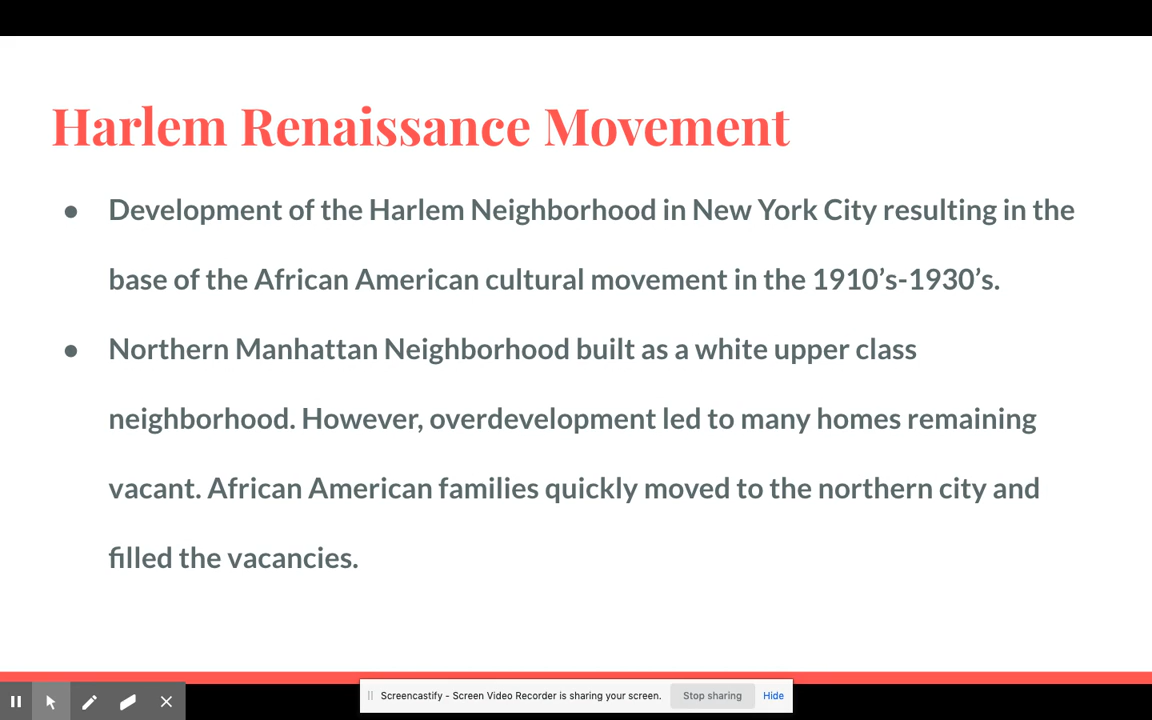 Harlem Renaissance Movement
● Development of the Harlem Neighborhood in New York City resulting in the
base of the African American cultural movement in the 1910’s-1930’s.
● Northern Manhattan Neighborhood built as a white upper class
neighborhood. However, overdevelopment led to many homes remaining
vacant. African American families quickly moved to the northern city and
filled the vacancies.
Screencastify - Screen Video Recorder is sharing your screen. Stop sharing Hide